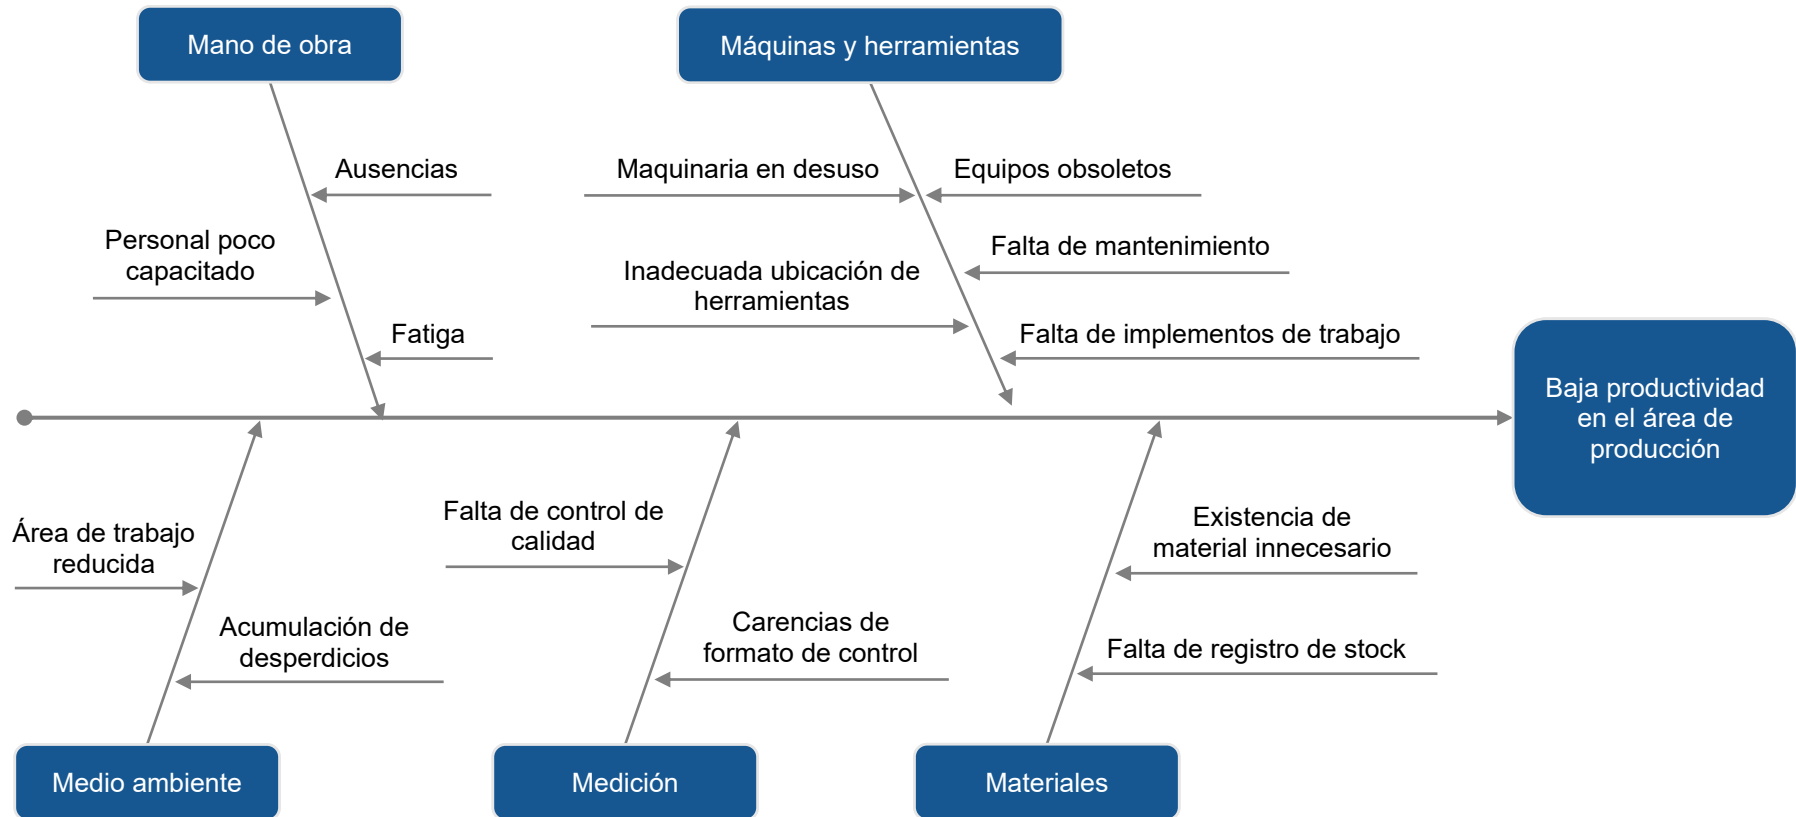 Mano de obra
Máquinas y herramientas
Ausencias
Maquinaria en desuso
Equipos obsoletos
Personal poco
capacitado
Falta de mantenimiento
Inadecuada ubicación de
herramientas
Fatiga
Falta de implementos de trabajo
Baja productividad
en el área de
producción
Área de trabajo
reducida
Falta de control de
calidad
Existencia de
material innecesario
Acumulación de
desperdicios
Carencias de
formato de control
Falta de registro de stock
Medio ambiente
Medición
Materiales